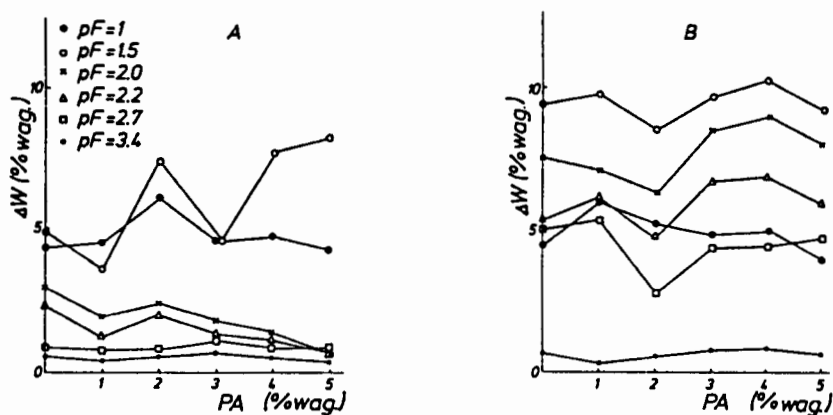 A
pF=1
pF=1.5
pF=2.0
pF=2.2
pF=2.7
pF=3.4
10
5
0
ΔW (%wag.)
1 2 3 4 5
PA (%wag.)
B
10
5
0
ΔW (%wag.)
1 2 3 4 5
PA (%wag.)